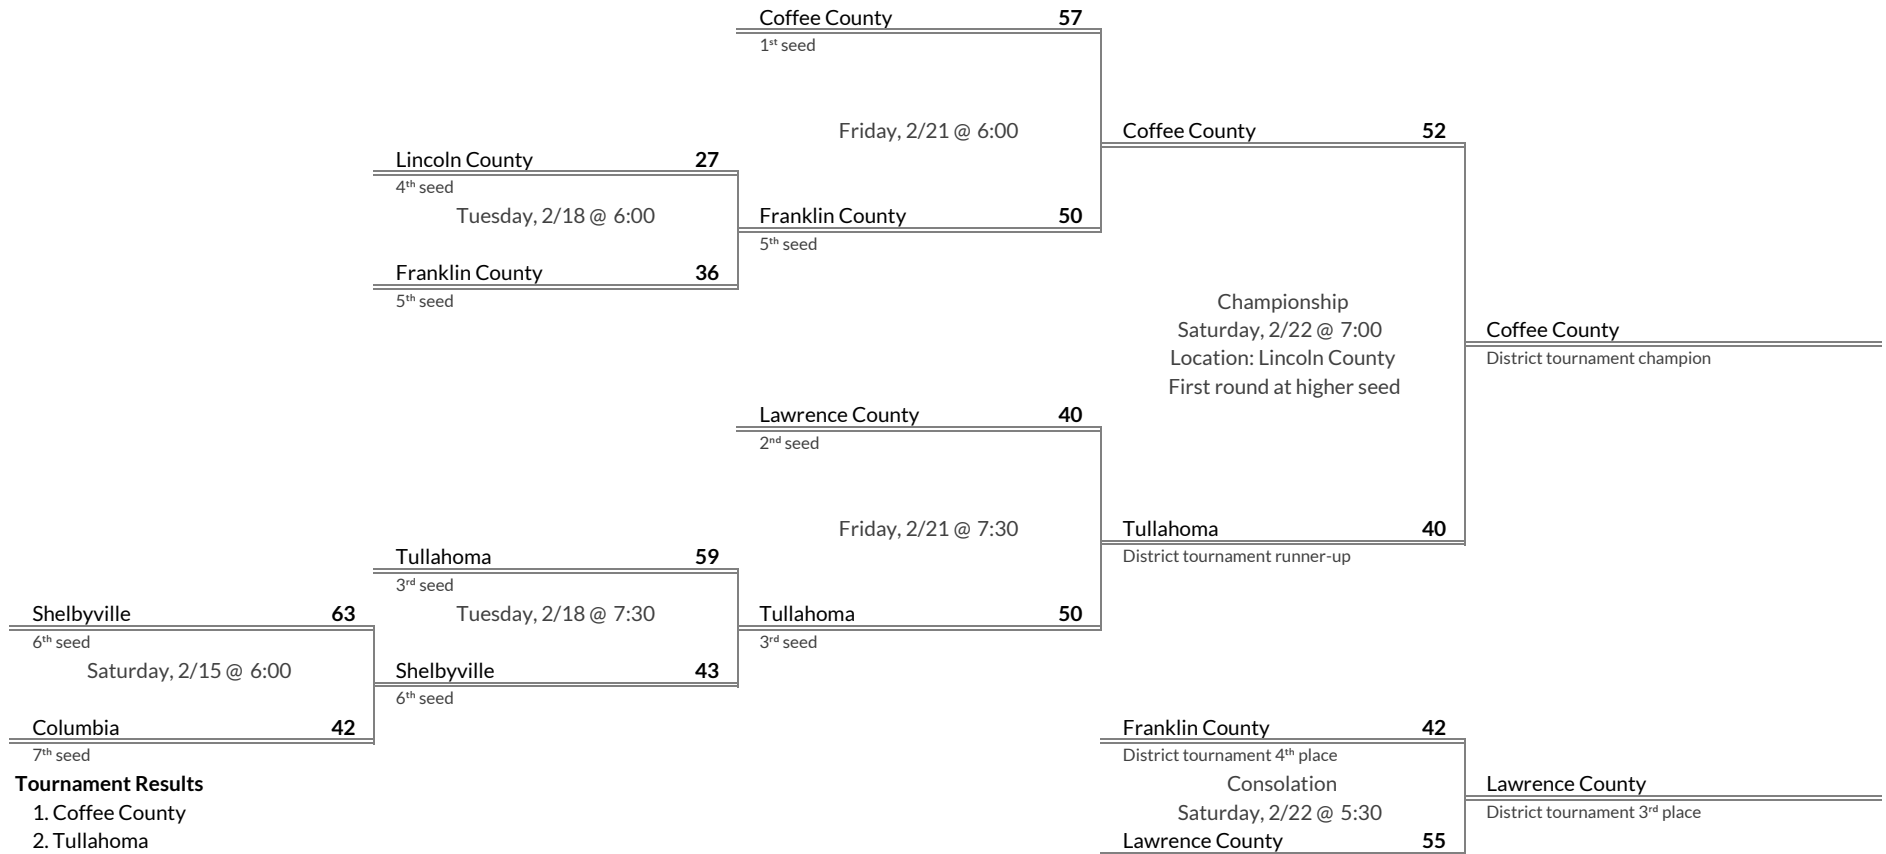 Coffee County 57
1st seed
Friday, 2/21 @ 6:00
Coffee County 52
Lincoln County 27
4th seed
Tuesday, 2/18 @ 6:00
Franklin County 50
5th seed
Franklin County 36
5th seed
Championship
Saturday, 2/22 @ 7:00
Location: Lincoln County
First round at higher seed
Coffee County
District tournament champion
Lawrence County 40
2nd seed
Friday, 2/21 @ 7:30
Tullahoma 40
District tournament runner-up
Tullahoma 59
3rd seed
Tuesday, 2/18 @ 7:30
Tullahoma 50
3rd seed
Shelbyville 63
6th seed
Saturday, 2/15 @ 6:00
Shelbyville 43
6th seed
Columbia 42
7th seed
Franklin County 42
District tournament 4th place
Consolation
Saturday, 2/22 @ 5:30
Lawrence County 55
Lawrence County
District tournament 3rd place
Tournament Results
1. Coffee County
2. Tullahoma